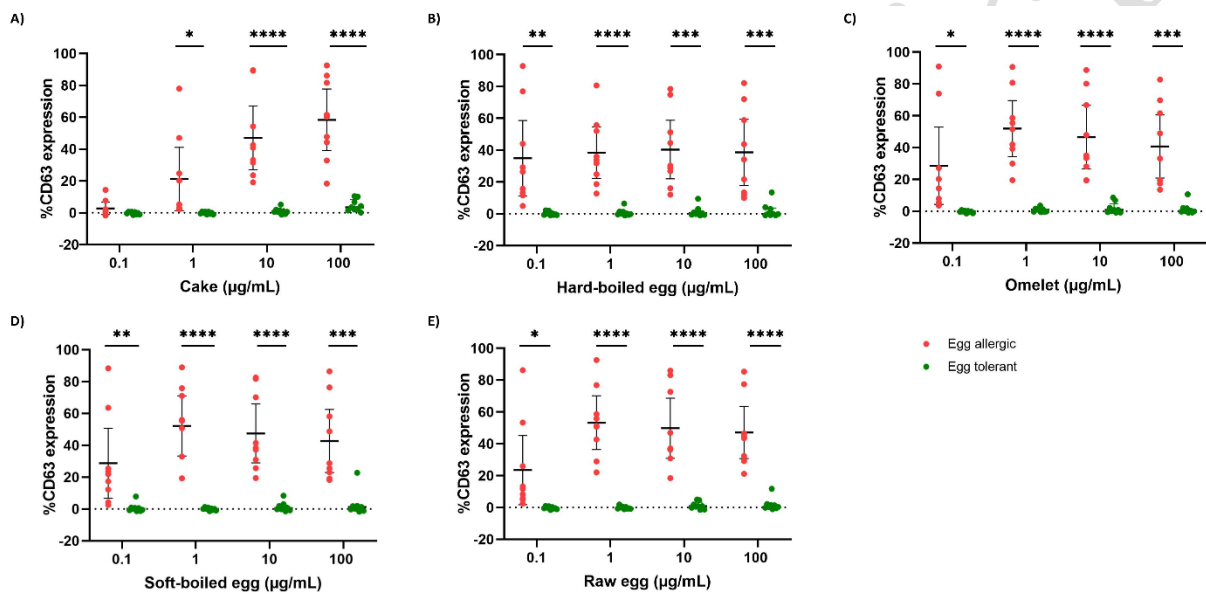 A)
* **** ****
100
80
60
40
20
0
-20
%CD63 expression
0.1 1 10 100
Cake (µg/mL)
B)
** **** *** ***
100
80
60
40
20
0
-20
%CD63 expression
0.1 1 10 100
Hard-boiled egg (µg/mL)
C)
* **** **** ***
100
80
60
40
20
0
-20
%CD63 expression
0.1 1 10 100
Omelet (µg/mL)
D)
** **** **** ***
100
80
60
40
20
0
-20
%CD63 expression
0.1 1 10 100
Soft-boiled egg (µg/mL)
E)
* **** **** ****
100
80
60
40
20
0
-20
%CD63 expression
0.1 1 10 100
Raw egg (µg/mL)
Egg allergic
Egg tolerant